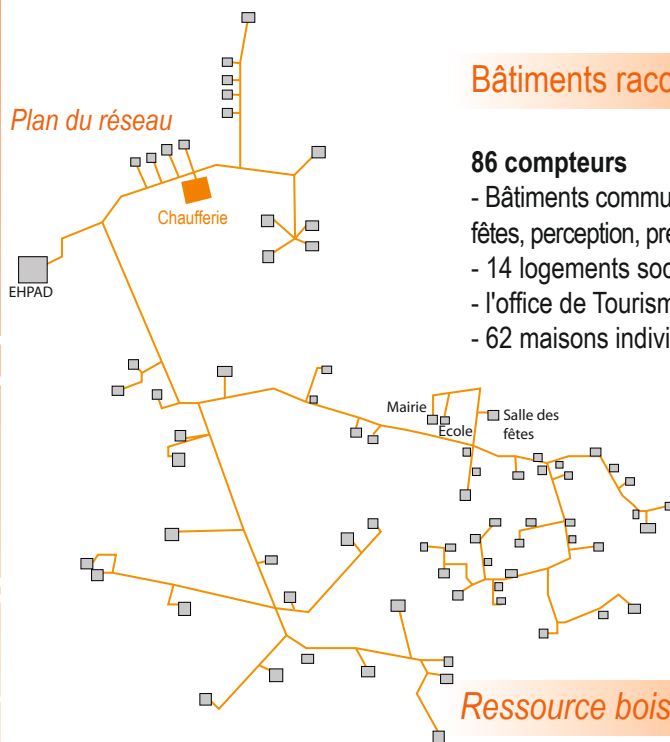 Plan du réseau
Chaufferie
EHPAD
Mairie
École
Salle des
fêtes
Bâtiments racc
86 compteurs
- Bâtiments commu
fêtes, perception, pre
- 14 logements soc
- l'office de Tourism
- 62 maisons indivi
Ressource bois